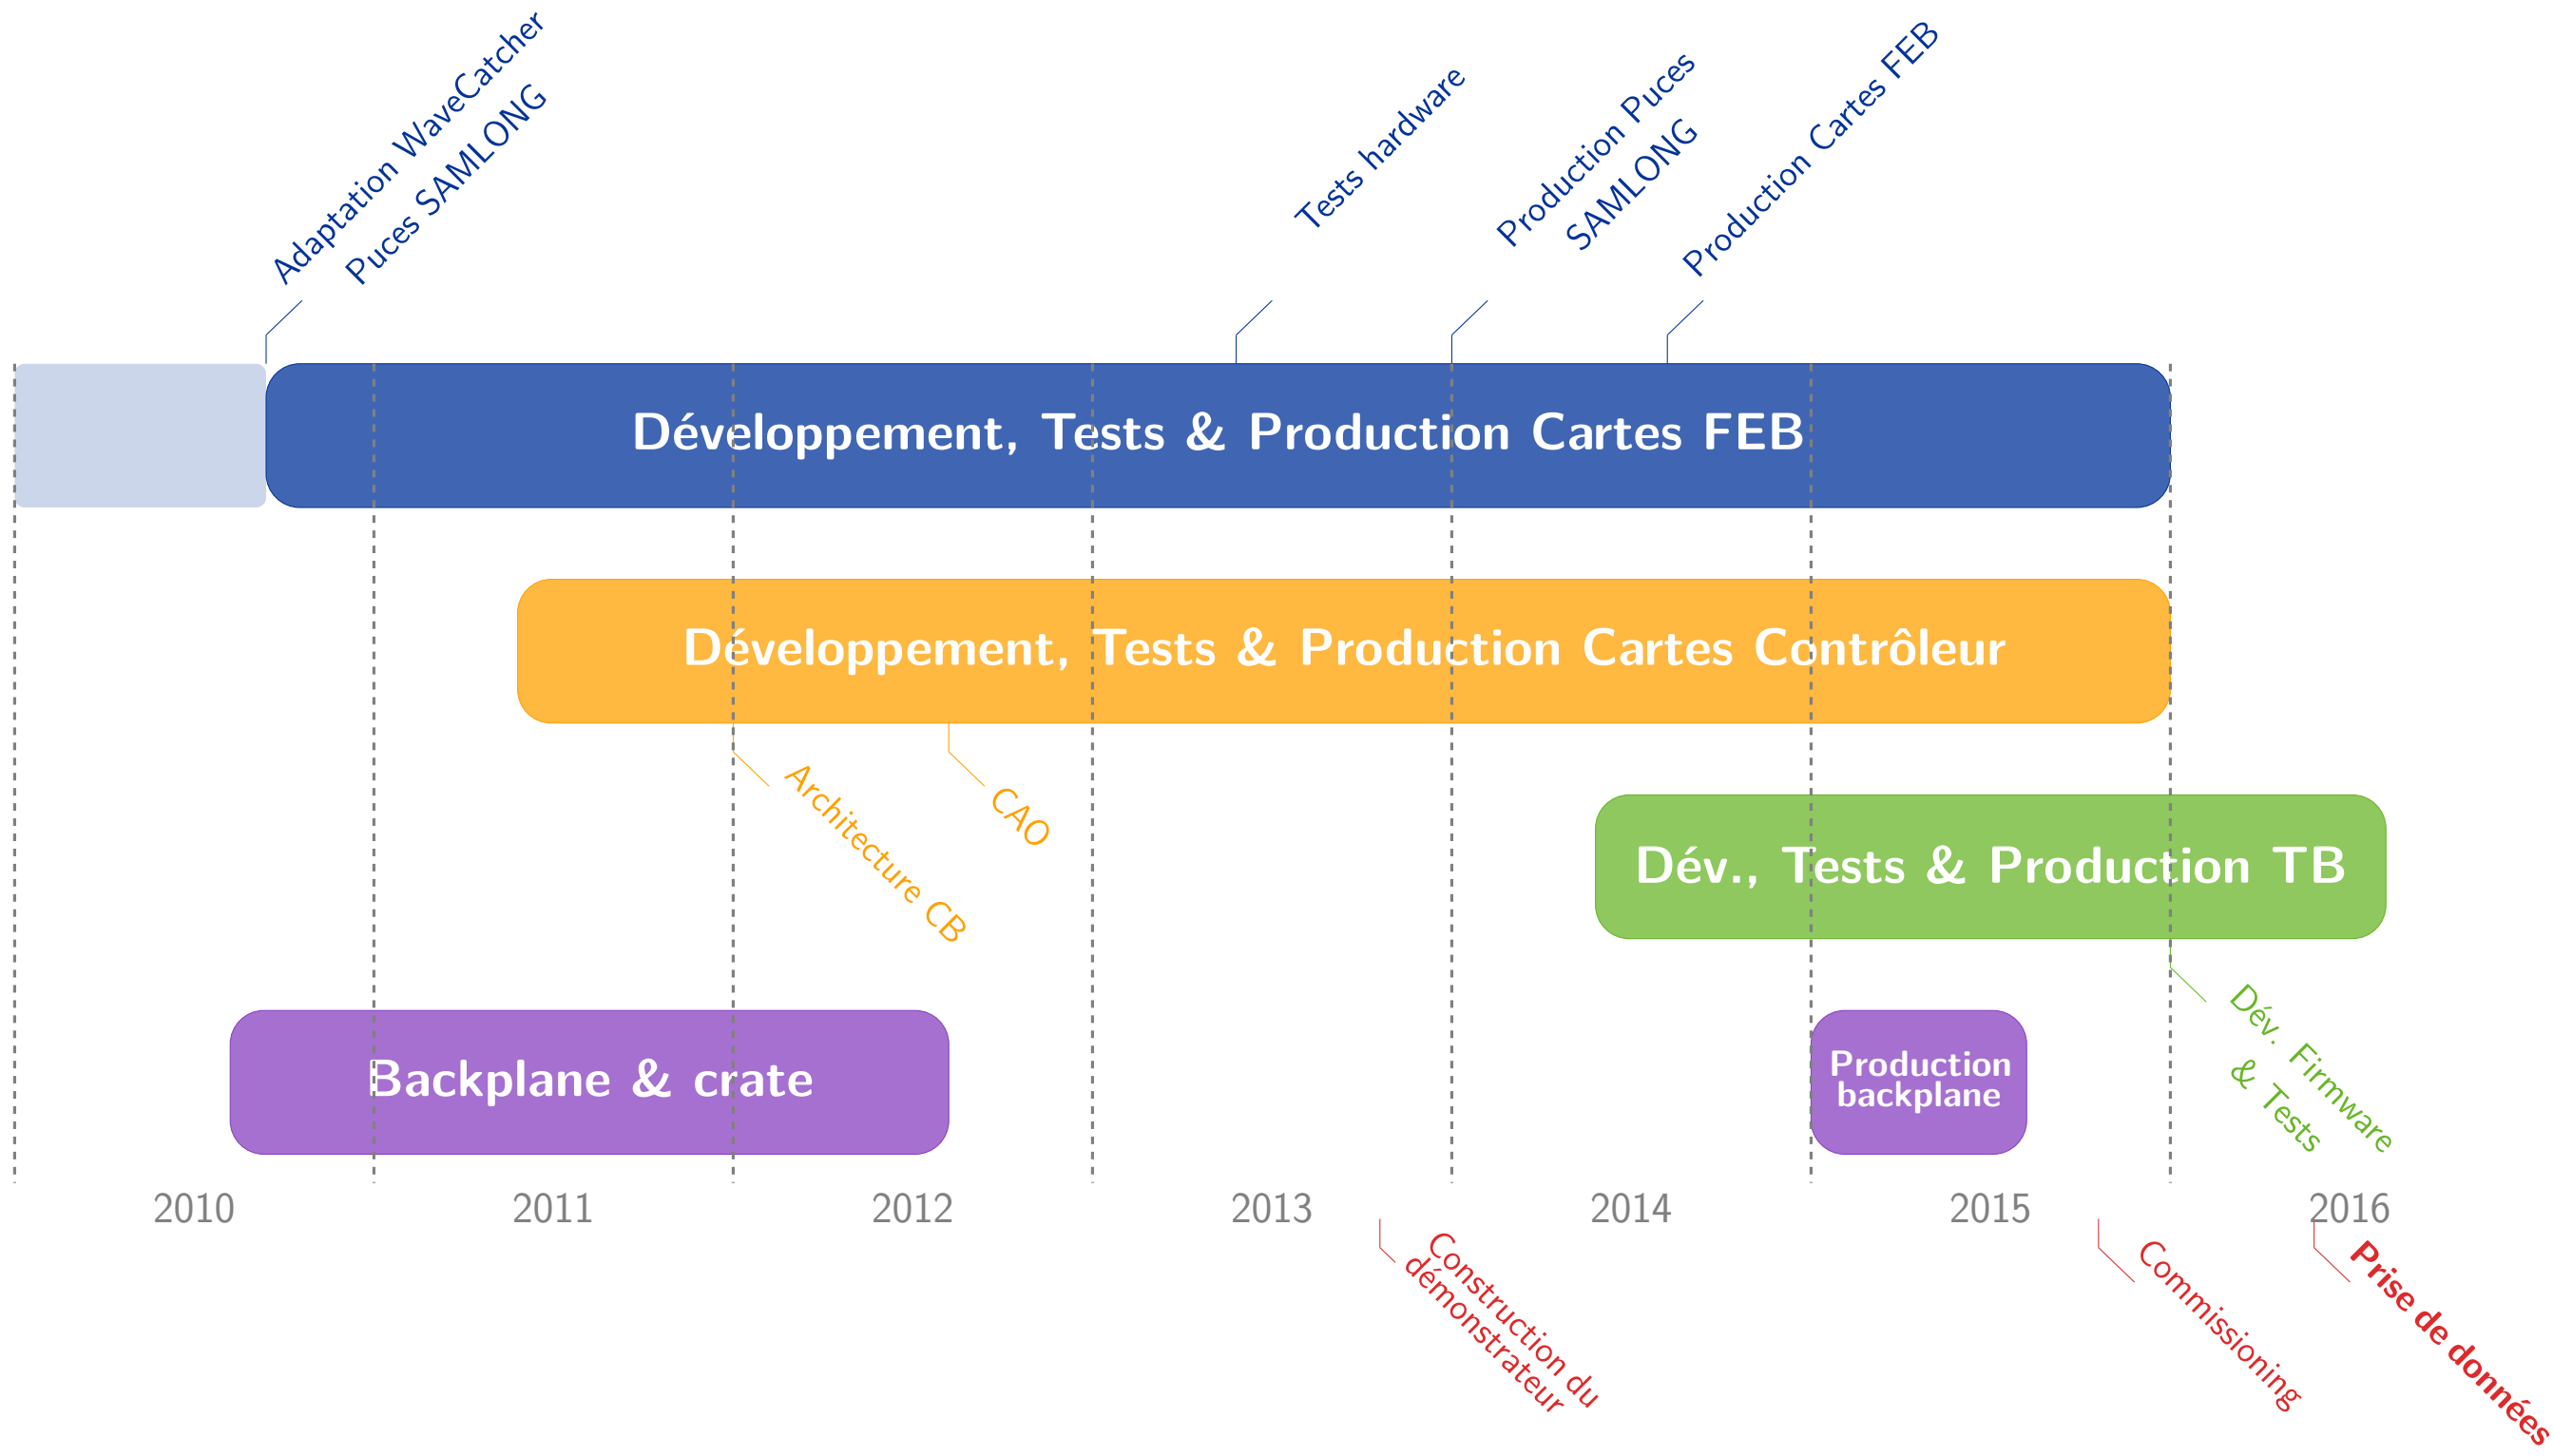 Adaptation WaveCatcher
Puces SAMLONG
Tests hardware
Production Puces
SAMLONG
Production Cartes FEB
Développement, Tests & Production Cartes FEB
Développement, Tests & Production Cartes Contrôleur
Architecture CB
CAO
Dév., Tests & Production TB
Dév. Firmware
& Tests
Backplane & crate
Production
backplane
2010
2011
2012
2013
2014
2015
2016
Construction du
démonstrateur
Commissioning
Prise de données